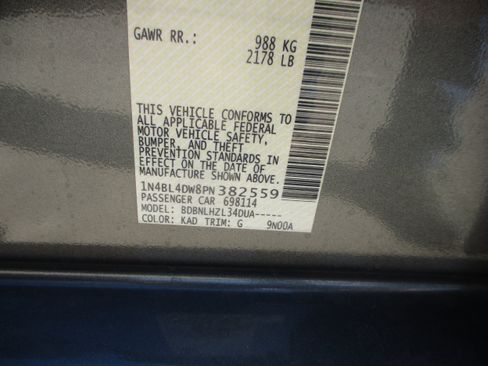 GAWR RR.: 988 KG
2178 LB
THIS VEHICLE CONFORMS TO
ALL APPLICABLE FEDERAL
MOTOR VEHICLE SAFETY,
BUMPER, AND THEFT
PREVENTION STANDARDS IN
EFFECT ON THE DATE OF
MANUFACTURE SHOWN ABOVE.
1N4BL4DW8PN382559
PASSENGER CAR 698114
MODEL: BDBNLHZL34DUA-----
COLOR: KAD TRIM: G 9N00A